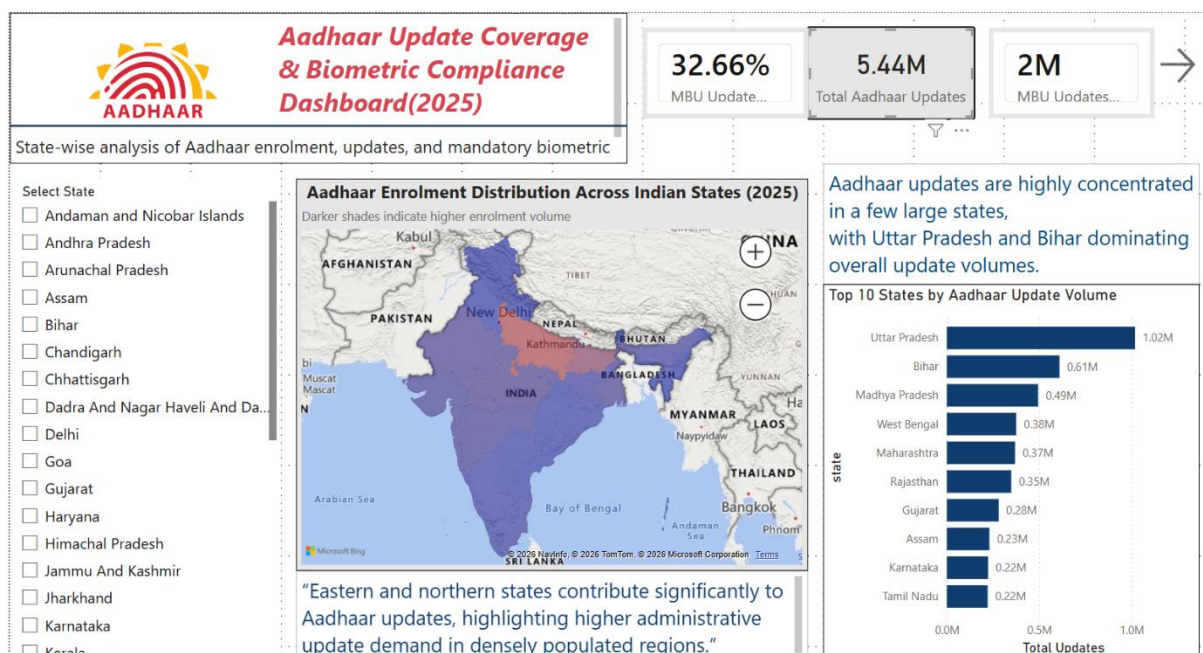 AADHAAR
Aadhaar Update Coverage
& Biometric Compliance
Dashboard(2025)
State-wise analysis of Aadhaar enrolment, updates, and mandatory biometric
32.66%
MBU Update...
5.44M
Total Aadhaar Updates
2M
MBU Updates...
Select State
Andaman and Nicobar Islands
Andhra Pradesh
Arunachal Pradesh
Assam
Bihar
Chandigarh
Chhattisgarh
Dadra And Nagar Haveli And Da...
Delhi
Goa
Gujarat
Haryana
Himachal Pradesh
Jammu And Kashmir
Jharkhand
Karnataka
Kerala
Aadhaar Enrolment Distribution Across Indian States (2025)
Darker shades indicate higher enrolment volume
Kabul
AFGHANISTAN
TIBET
PAKISTAN
New Delhi
NEPAL
Kathmandu
BHUTAN
BANGLADESH
YUNNAN
Muscat
Mascat
INDIA
MYANMAR
LAOS
Naypyidaw
THAILAND
Arabian Sea
Bay of Bengal
Bangkok
Andaman
Sea
Phnom
Microsoft Bing
© 2026 NavInfo, © 2026 TomTom, © 2026 Microsoft Corporation Terms
SRI LANKA
“Eastern and northern states contribute significantly to
Aadhaar updates, highlighting higher administrative
update demand in densely populated regions.”
Aadhaar updates are highly concentrated
in a few large states,
with Uttar Pradesh and Bihar dominating
overall update volumes.
Top 10 States by Aadhaar Update Volume
state
Uttar Pradesh 1.02M
Bihar 0.61M
Madhya Pradesh 0.49M
West Bengal 0.38M
Maharashtra 0.37M
Rajasthan 0.35M
Gujarat 0.28M
Assam 0.23M
Karnataka 0.22M
Tamil Nadu 0.22M
0.0M 0.5M 1.0M
Total Updates